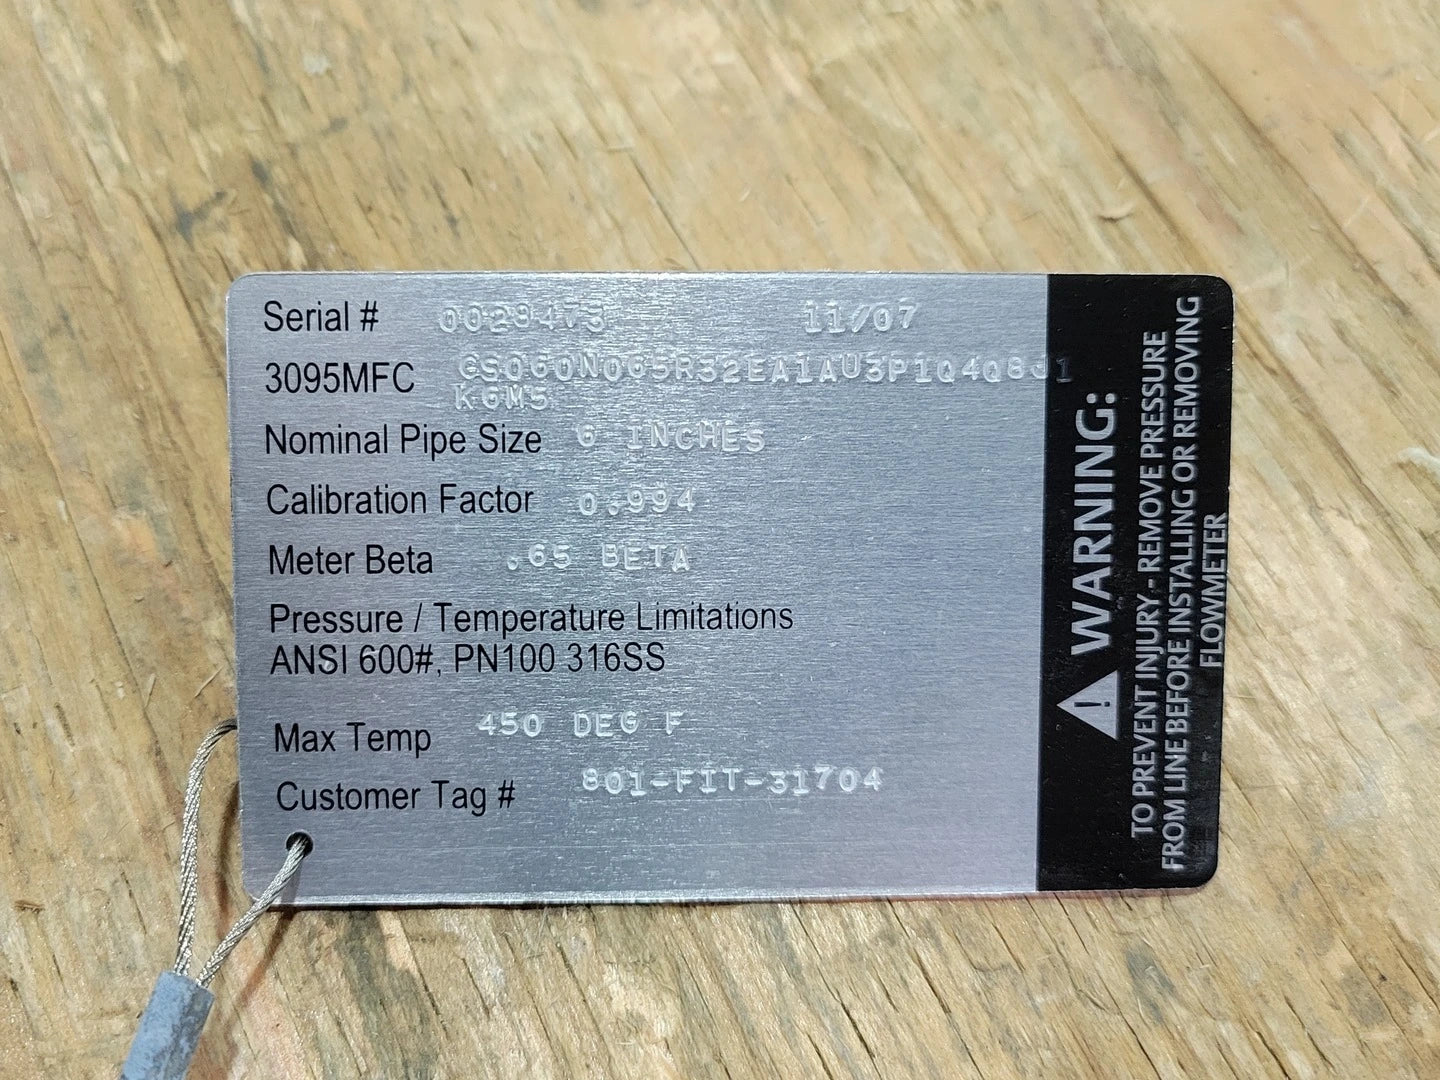 Serial # 0029473 11/07
3095MFC CS060N065R32EA1AU3P1Q4Q8J1
K6M5
Nominal Pipe Size 6 INCHES
Calibration Factor 0.994
Meter Beta .65 BETA
Pressure / Temperature Limitations
ANSI 600#, PN100 316SS
Max Temp 450 DEG F
Customer Tag # 801-FIT-31704
WARNING:
TO PREVENT INJURY - REMOVE PRESSURE
FROM LINE BEFORE INSTALLING OR REMOVING
FLOWMETER